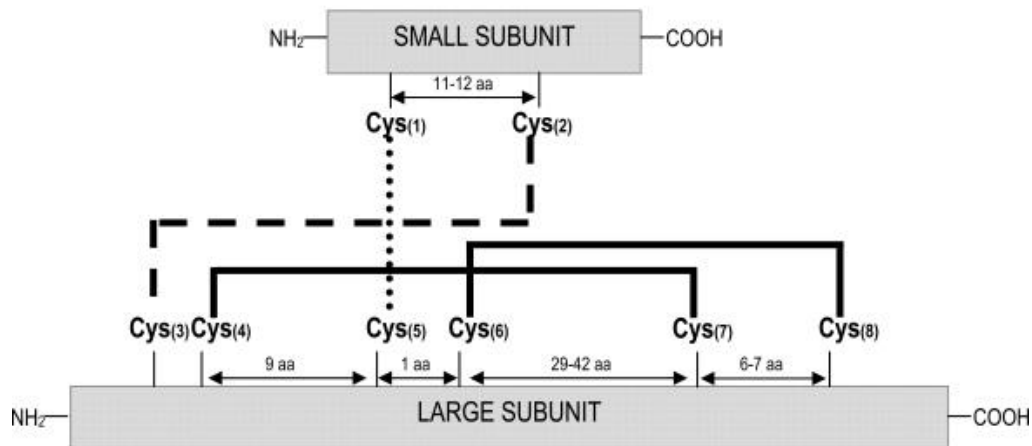 NH₂ SMALL SUBUNIT COOH
11-12 aa
Cys(1) Cys(2)
Cys(3) Cys(4) Cys(5) Cys(6) Cys(7) Cys(8)
9 aa 1 aa 29-42 aa 6-7 aa
NH₂ LARGE SUBUNIT COOH